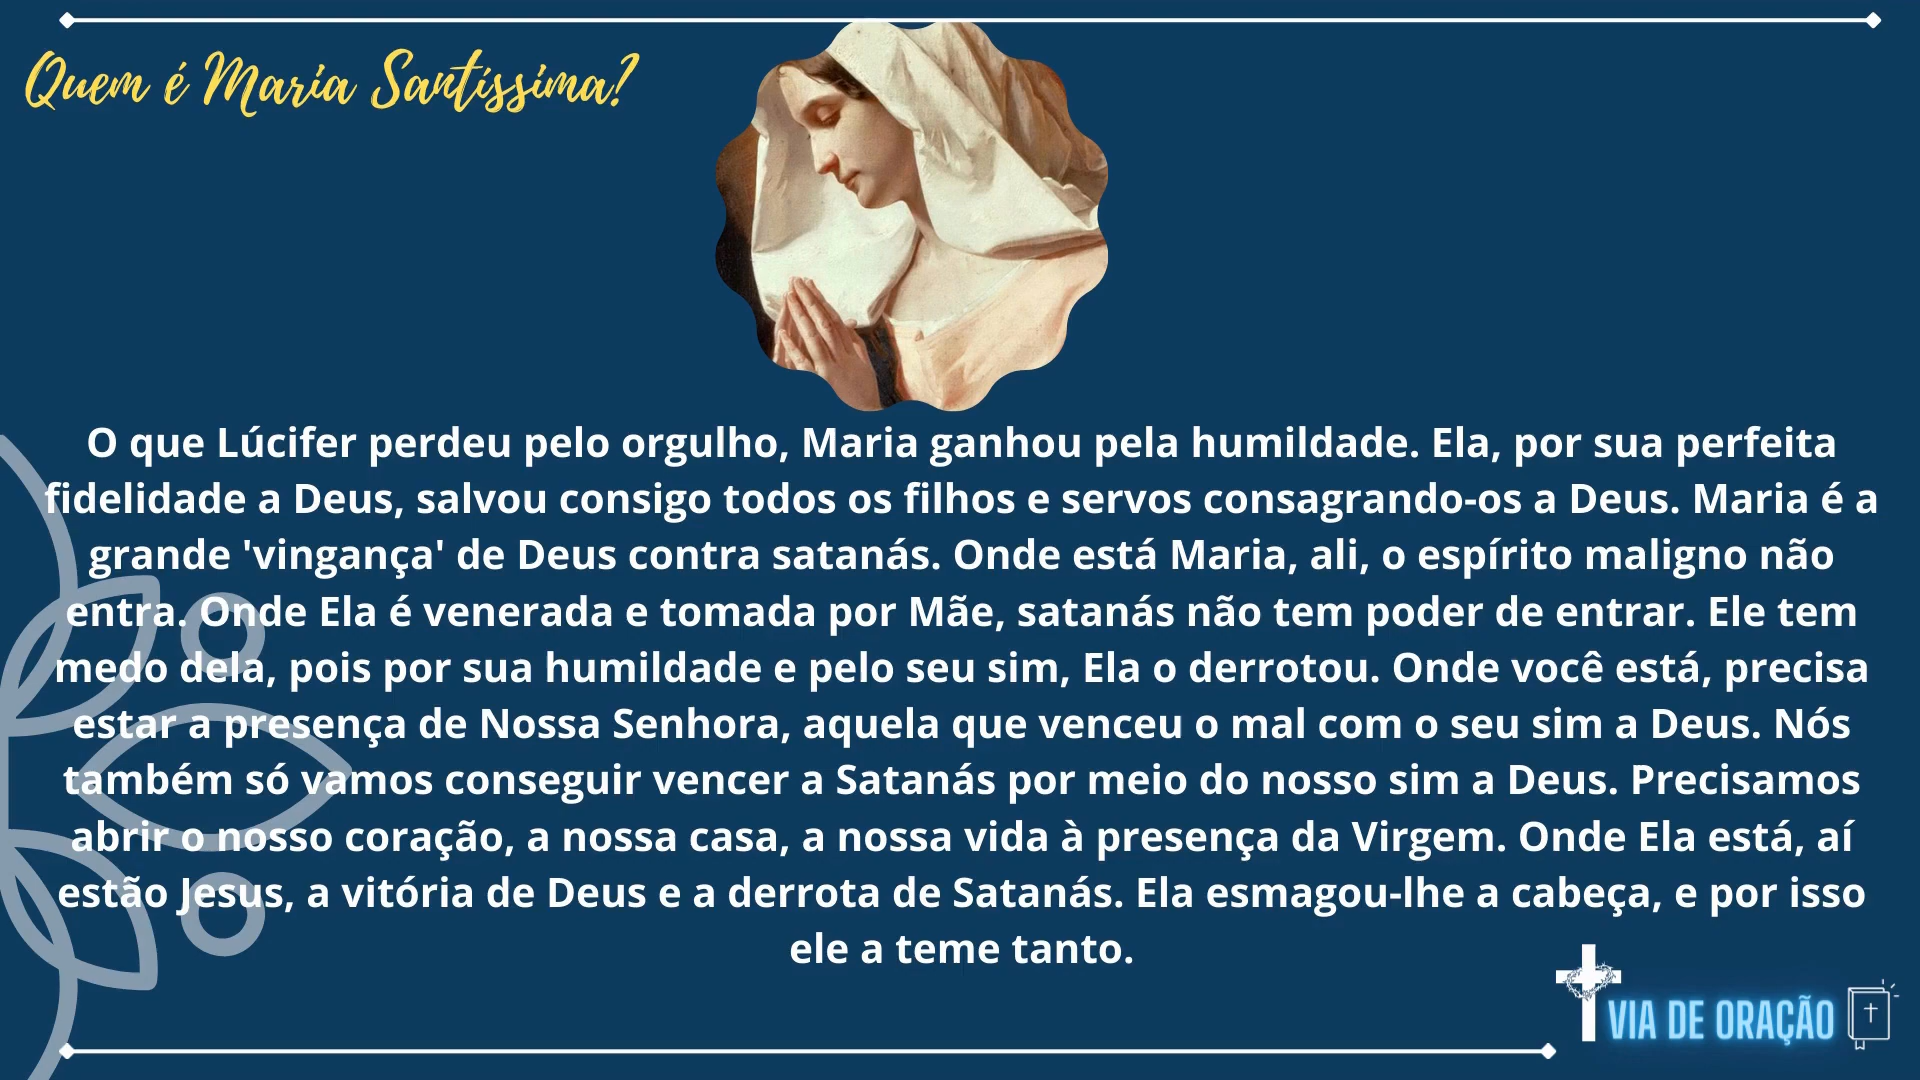 Quem é Maria Santíssima?
O que Lúcifer perdeu pelo orgulho, Maria ganhou pela humildade. Ela, por sua perfeita
fidelidade a Deus, salvou consigo todos os filhos e servos consagrando-os a Deus. Maria é a
grande 'vingança' de Deus contra satanás. Onde está Maria, ali, o espírito maligno não
entra. Onde Ela é venerada e tomada por Mãe, satanás não tem poder de entrar. Ele tem
medo dela, pois por sua humildade e pelo seu sim, Ela o derrotou. Onde você está, precisa
estar a presença de Nossa Senhora, aquela que venceu o mal com o seu sim a Deus. Nós
também só vamos conseguir vencer a Satanás por meio do nosso sim a Deus. Precisamos
abrir o nosso coração, a nossa casa, a nossa vida à presença da Virgem. Onde Ela está, aí
estão Jesus, a vitória de Deus e a derrota de Satanás. Ela esmagou-lhe a cabeça, e por isso
ele a teme tanto.
VIA DE ORAÇÃO